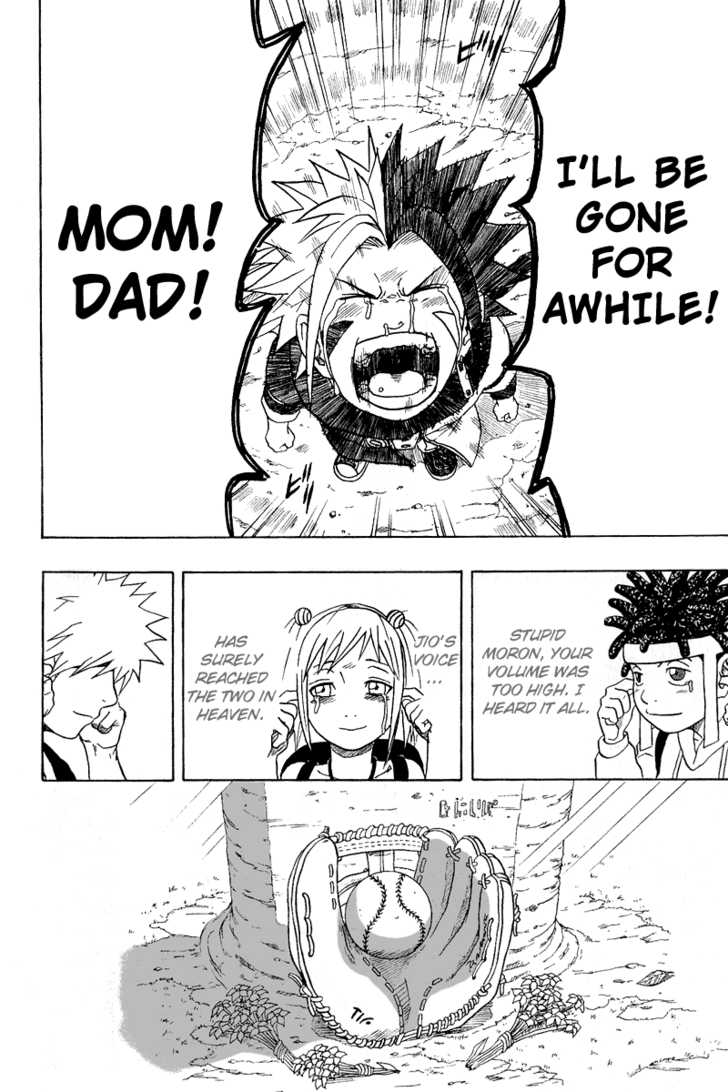 I'LL BE
GONE
FOR
AWHILE!
MOM!
DAD!
STUPID
MORON, YOUR
VOLUME WAS
TOO HIGH. I
HEARD IT ALL.
JIO'S
VOICE
...
HAS
SURELY
REACHED
THE TWO IN
HEAVEN.